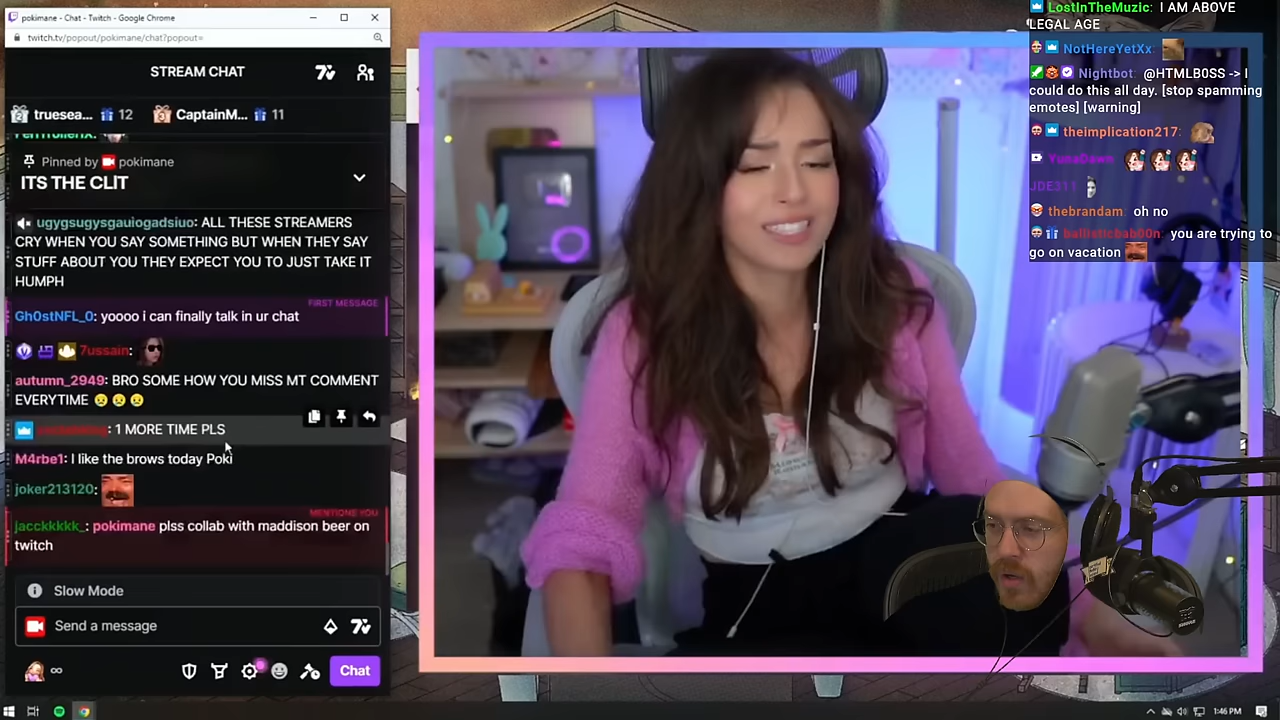 pokimane - Chat - Twitch - Google Chrome
twitch.tv/popout/pokimane/chat?popout=
STREAM CHAT
truesea... 12 CaptainM... 11
Pinned by pokimane
ITS THE CLIT
ugygsugysgauiogadsiuo: ALL THESE STREAMERS
CRY WHEN YOU SAY SOMETHING BUT WHEN THEY SAY
STUFF ABOUT YOU THEY EXPECT YOU TO JUST TAKE IT
HUMPH
FIRST MESSAGE
Gh0stNFL_0: yoooo i can finally talk in ur chat
7ussain:
autumn_2949: BRO SOME HOW YOU MISS MT COMMENT
EVERYTIME
: 1 MORE TIME PLS
M4rbe1: I like the brows today Poki
joker213120:
MENTIONS YOU
jacckkkkk_: pokimane plss collab with maddison beer on
twitch
Slow Mode
Send a message
Chat
LostInTheMuzic: I AM ABOVE
LEGAL AGE
NotHereYetXx:
Nightbot: @HTMLB0SS -> I
could do this all day. [stop spamming
emotes] [warning]
theimplication217:
YunaDawn
JDE311
thebrandam: oh no
ballisticbab00n: you are trying to
go on vacation
1:46 PM